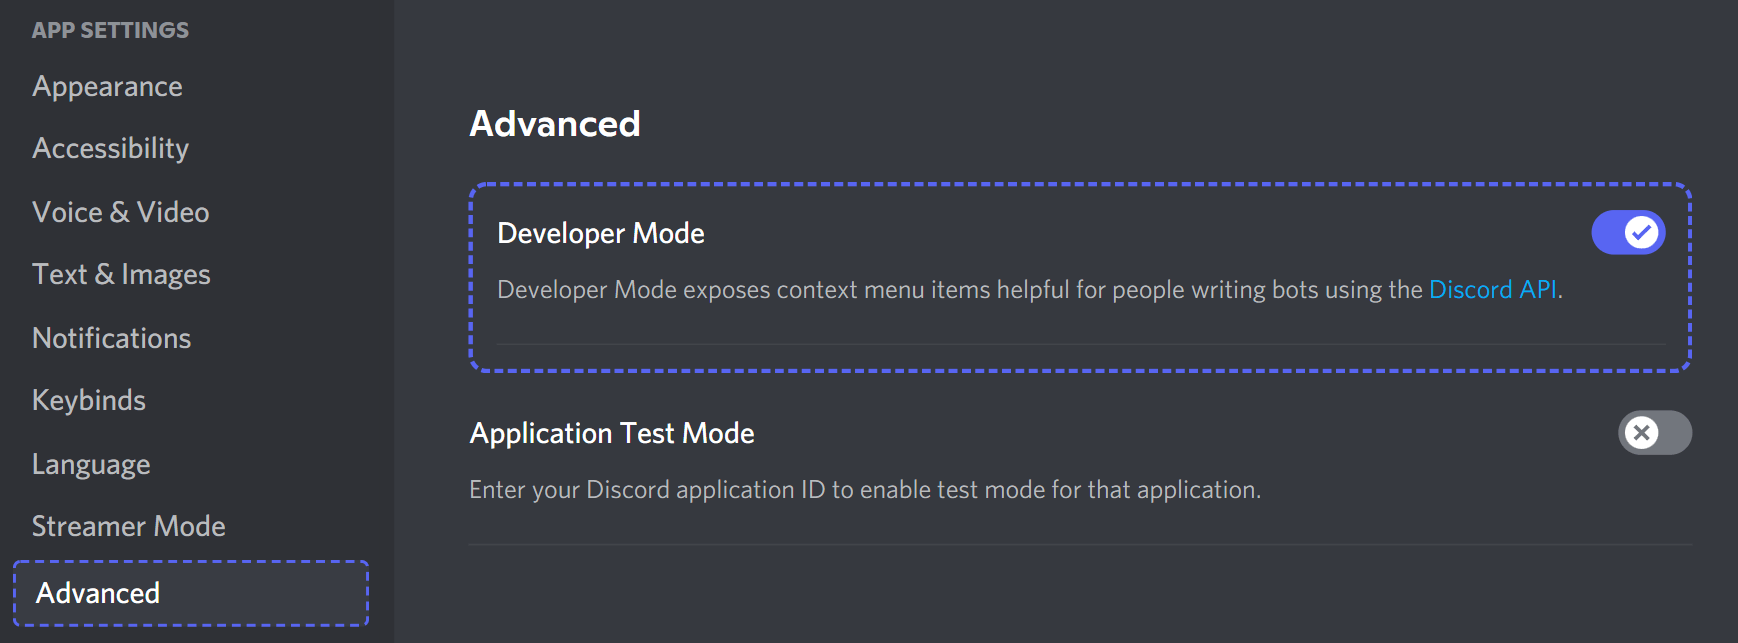 APP SETTINGS
Appearance
Accessibility
Voice & Video
Text & Images
Notifications
Keybinds
Language
Streamer Mode
Advanced
Advanced
Developer Mode
Developer Mode exposes context menu items helpful for people writing bots using the Discord API.
Application Test Mode
Enter your Discord application ID to enable test mode for that application.